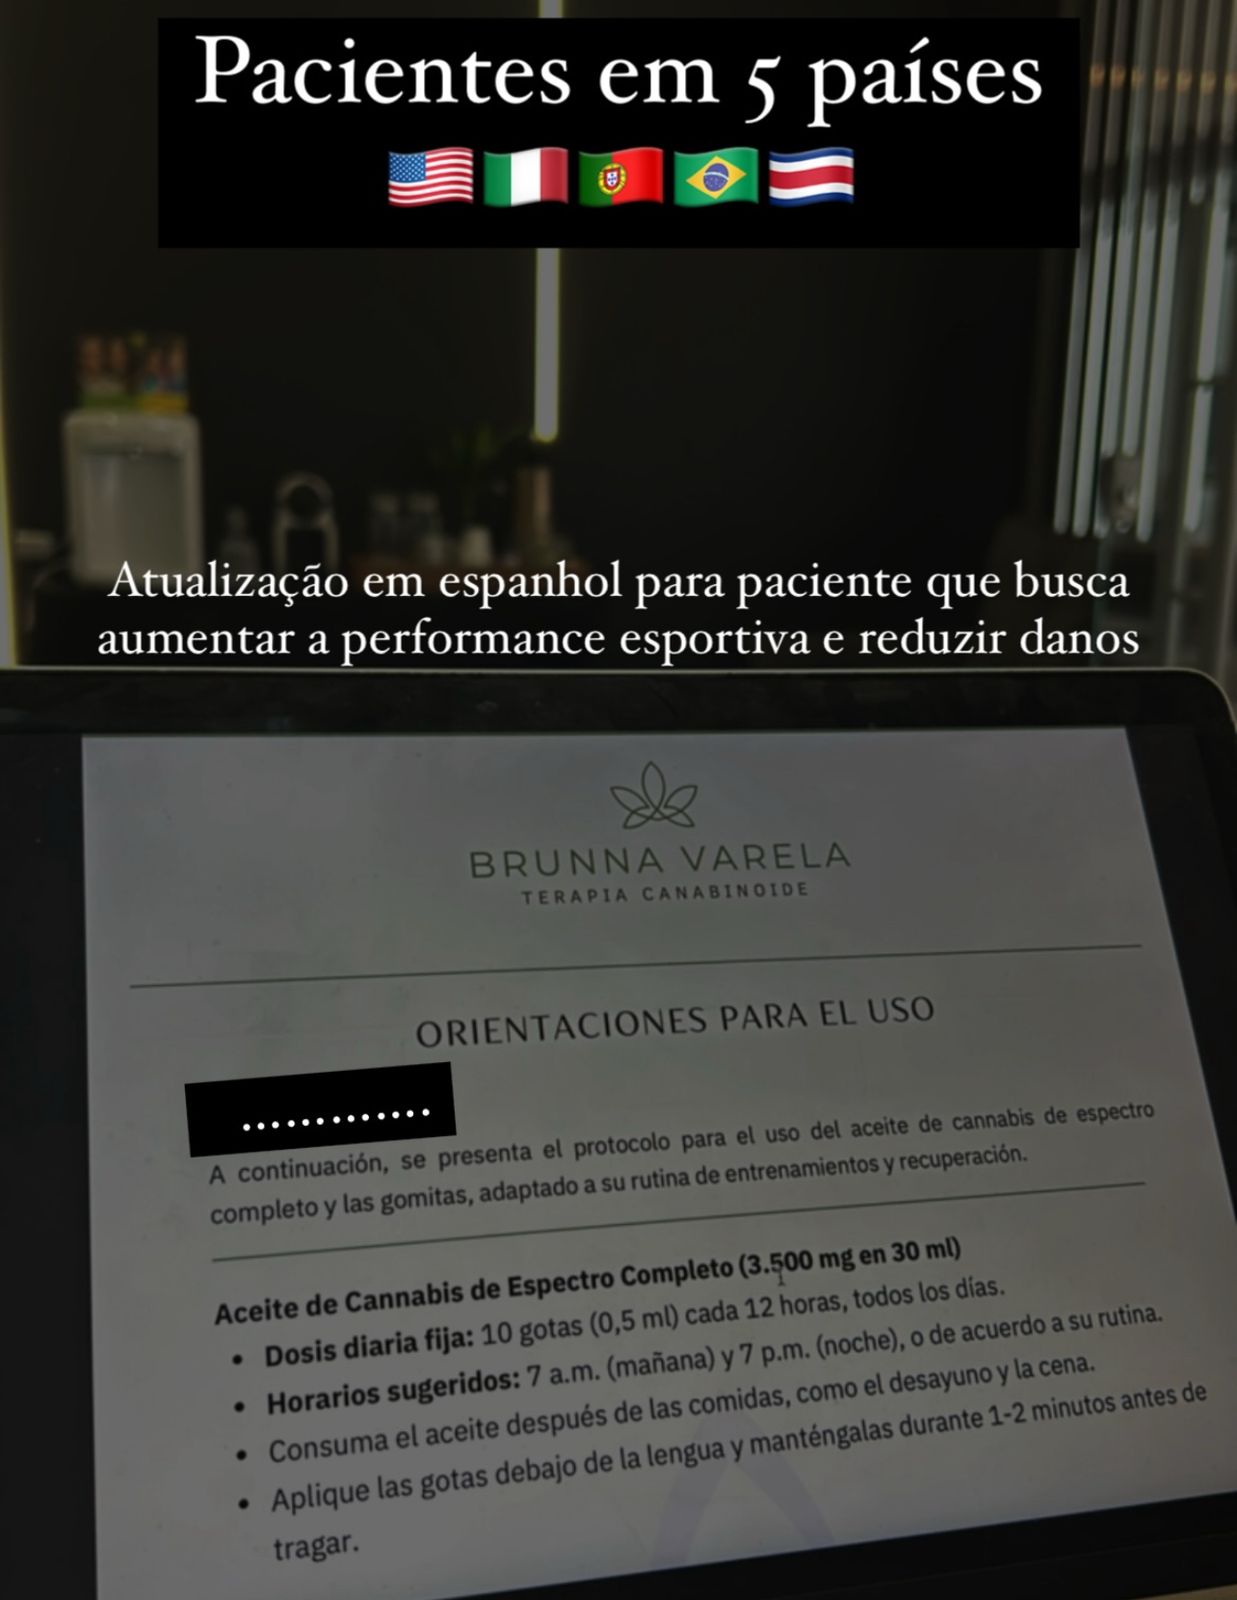 Pacientes em 5 países
Atualização em espanhol para paciente que busca
aumentar a performance esportiva e reduzir danos
BRUNNA VARELA
TERAPIA CANABINOIDE
ORIENTACIONES PARA EL USO
.............
A continuación, se presenta el protocolo para el uso del aceite de cannabis de espectro
completo y las gomitas, adaptado a su rutina de entrenamientos y recuperación.
Aceite de Cannabis de Espectro Completo (3.500 mg en 30 ml)
• Dosis diaria fija: 10 gotas (0,5 ml) cada 12 horas, todos los días.
• Horarios sugeridos: 7 a.m. (mañana) y 7 p.m. (noche), o de acuerdo a su rutina.
• Consuma el aceite después de las comidas, como el desayuno y la cena.
• Aplique las gotas debajo de la lengua y manténgalas durante 1-2 minutos antes de
tragar.